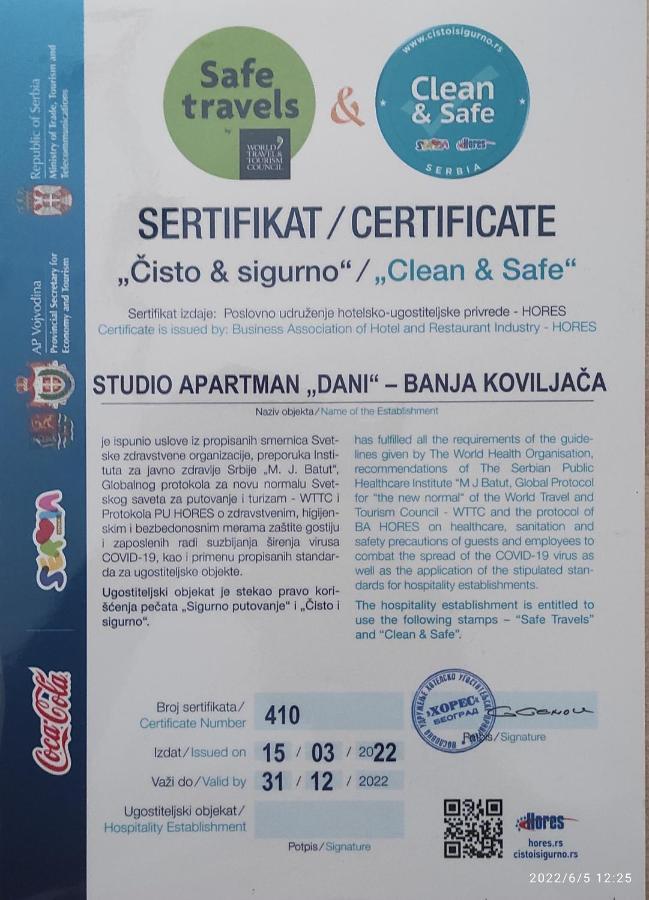 Republic of Serbia
Ministry of Trade, Tourism and
Telecommunications
AP Vojvodina
Provincial Secretary for
Economy and Tourism
Coca-Cola
Safe
travels
by
WORLD
TRAVEL &
TOURISM
COUNCIL
&
www.cistoisigurno.rs
Clean
& Safe
Hores
SERBIA
SERTIFIKAT / CERTIFICATE
„Čisto & sigurno“ / „Clean & Safe“
Sertifikat izdaje: Poslovno udruženje hotelsko-ugostiteljske privrede - HORES
Certificate is issued by: Business Association of Hotel and Restaurant Industry - HORES
STUDIO APARTMAN „DANI“ – BANJA KOVILJAČA
Naziv objekta/Name of the Establishment
je ispunio uslove iz propisanih smernica Svet-
ske zdravstvene organizacije, preporuka Insti-
tuta za javno zdravlje Srbije „M. J. Batut“,
Globalnog protokola za novu normalu Svet-
skog saveta za putovanje i turizam - WTTC i
Protokola PU HORES o zdravstvenim, higijen-
skim i bezbedonosnim merama zaštite gostiju
i zaposlenih radi suzbijanja širenja virusa
COVID-19, kao i primenu propisanih standar-
da za ugostiteljske objekte.
Ugostiteljski objekat je stekao pravo kori-
šćenja pečata „Sigurno putovanje“ i „Čisto i
sigurno“.
has fulfilled all the requirements of the guide-
lines given by The World Health Organisation,
recommendations of The Serbian Public
Healthcare Institute “M J Batut, Global Protocol
for “the new normal” of the World Travel and
Tourism Council - WTTC and the protocol of
BA HORES on healthcare, sanitation and
safety precautions of guests and employees to
combat the spread of the COVID-19 virus as
well as the application of the stipulated stan-
dards for hospitality establishments.
The hospitality establishment is entitled to
use the following stamps – “Safe Travels”
and “Clean & Safe”.
Broj sertifikata/
Certificate Number
410
ХОРЕС
БЕОГРАД
Potpis/Signature
Izdat/Issued on 15 / 03 / 2022
Važi do/Valid by 31 / 12 / 2022
Ugostiteljski objekat/
Hospitality Establishment
Potpis/Signature
Hores
hores.rs
cistoisigurno.rs
2022/6/5 12:25